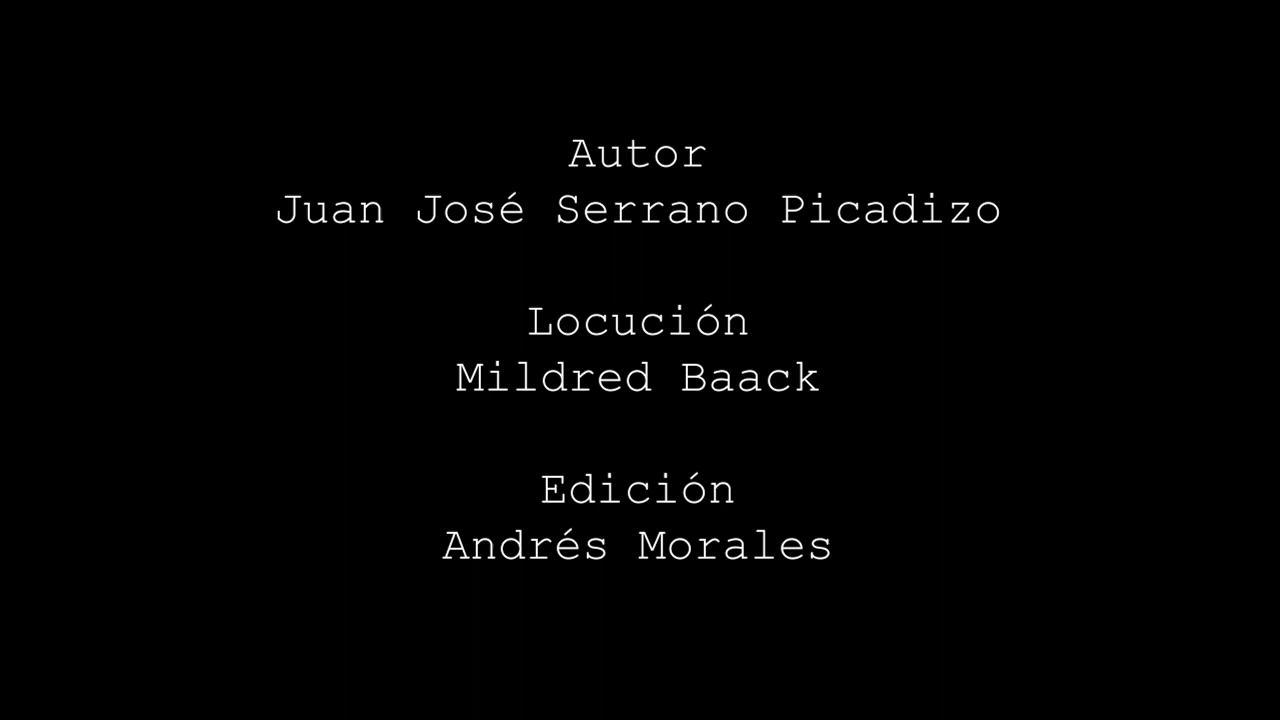 Autor
Juan José Serrano Picadizo
Locución
Mildred Baack
Edición
Andrés Morales